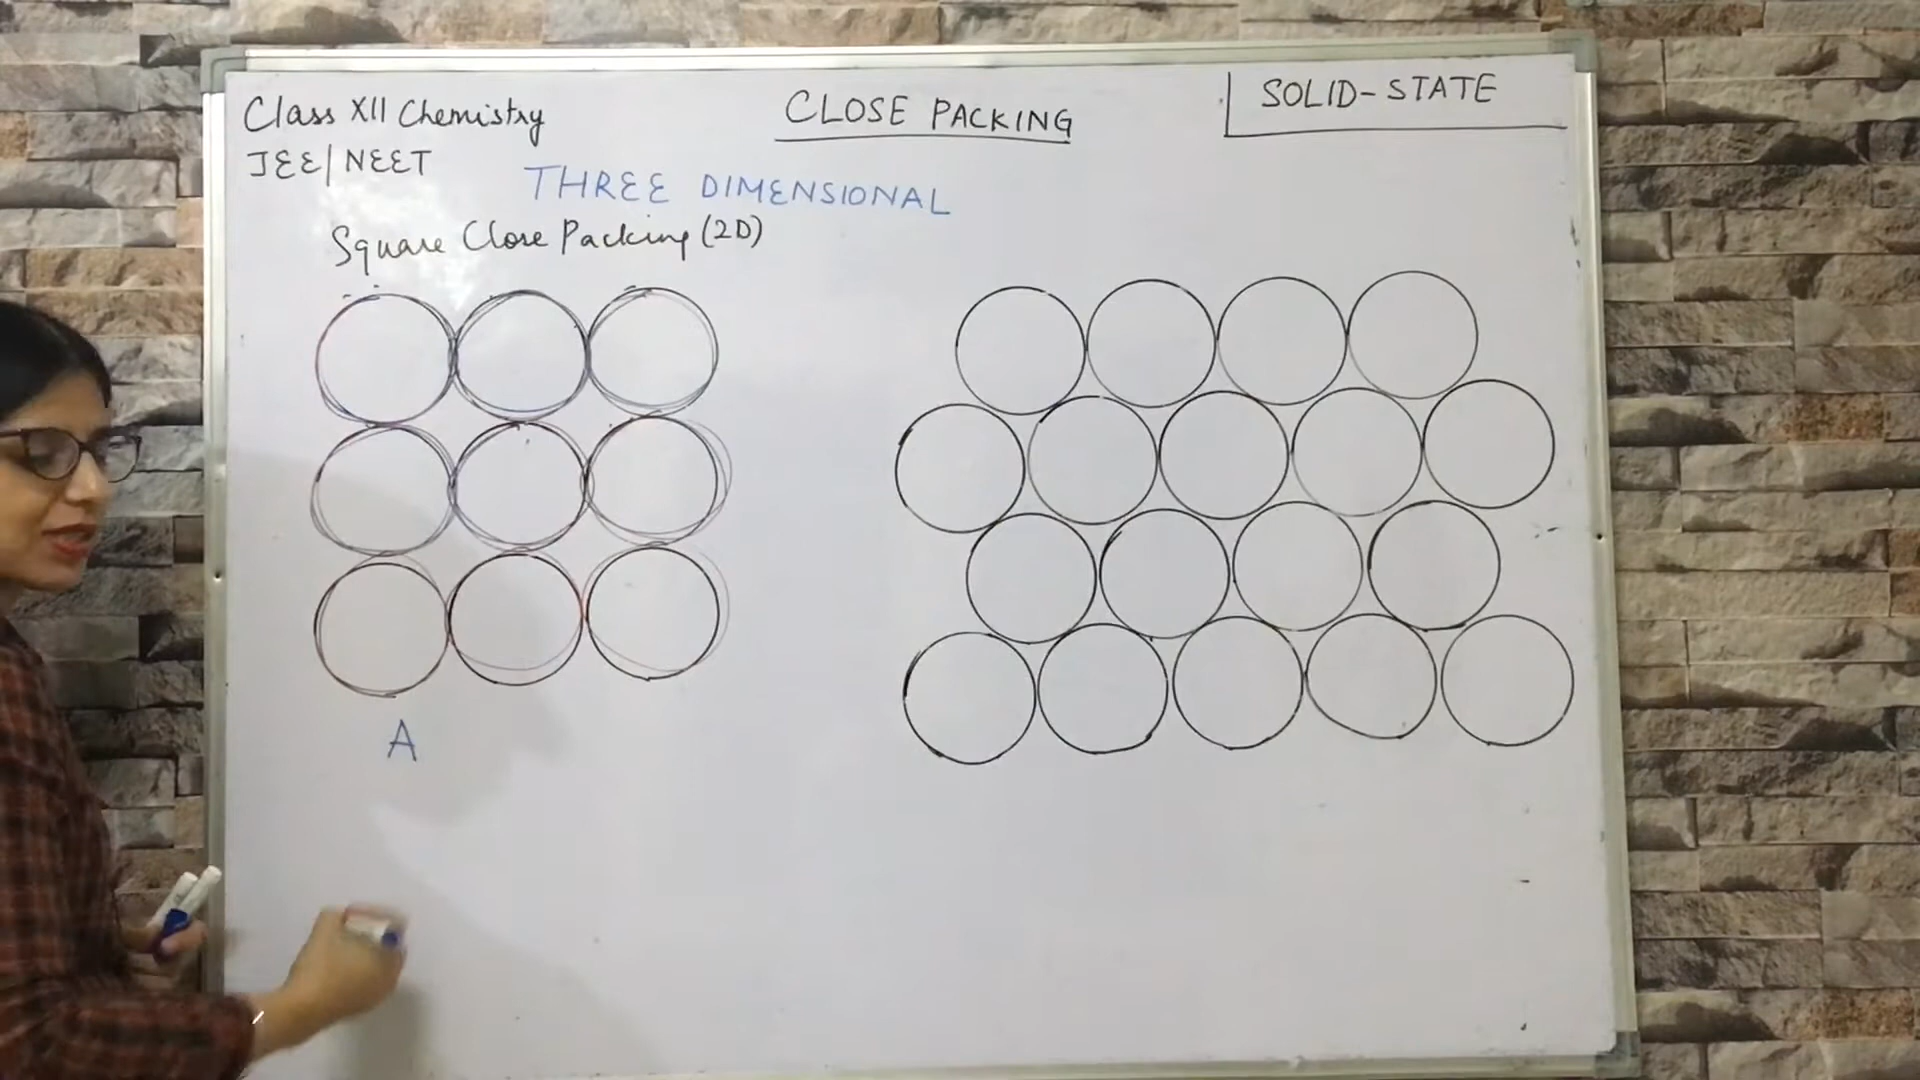 Class XII Chemistry
JEE/NEET
CLOSE PACKING
SOLID-STATE
THREE DIMENSIONAL
Square Close Packing (2D)
A